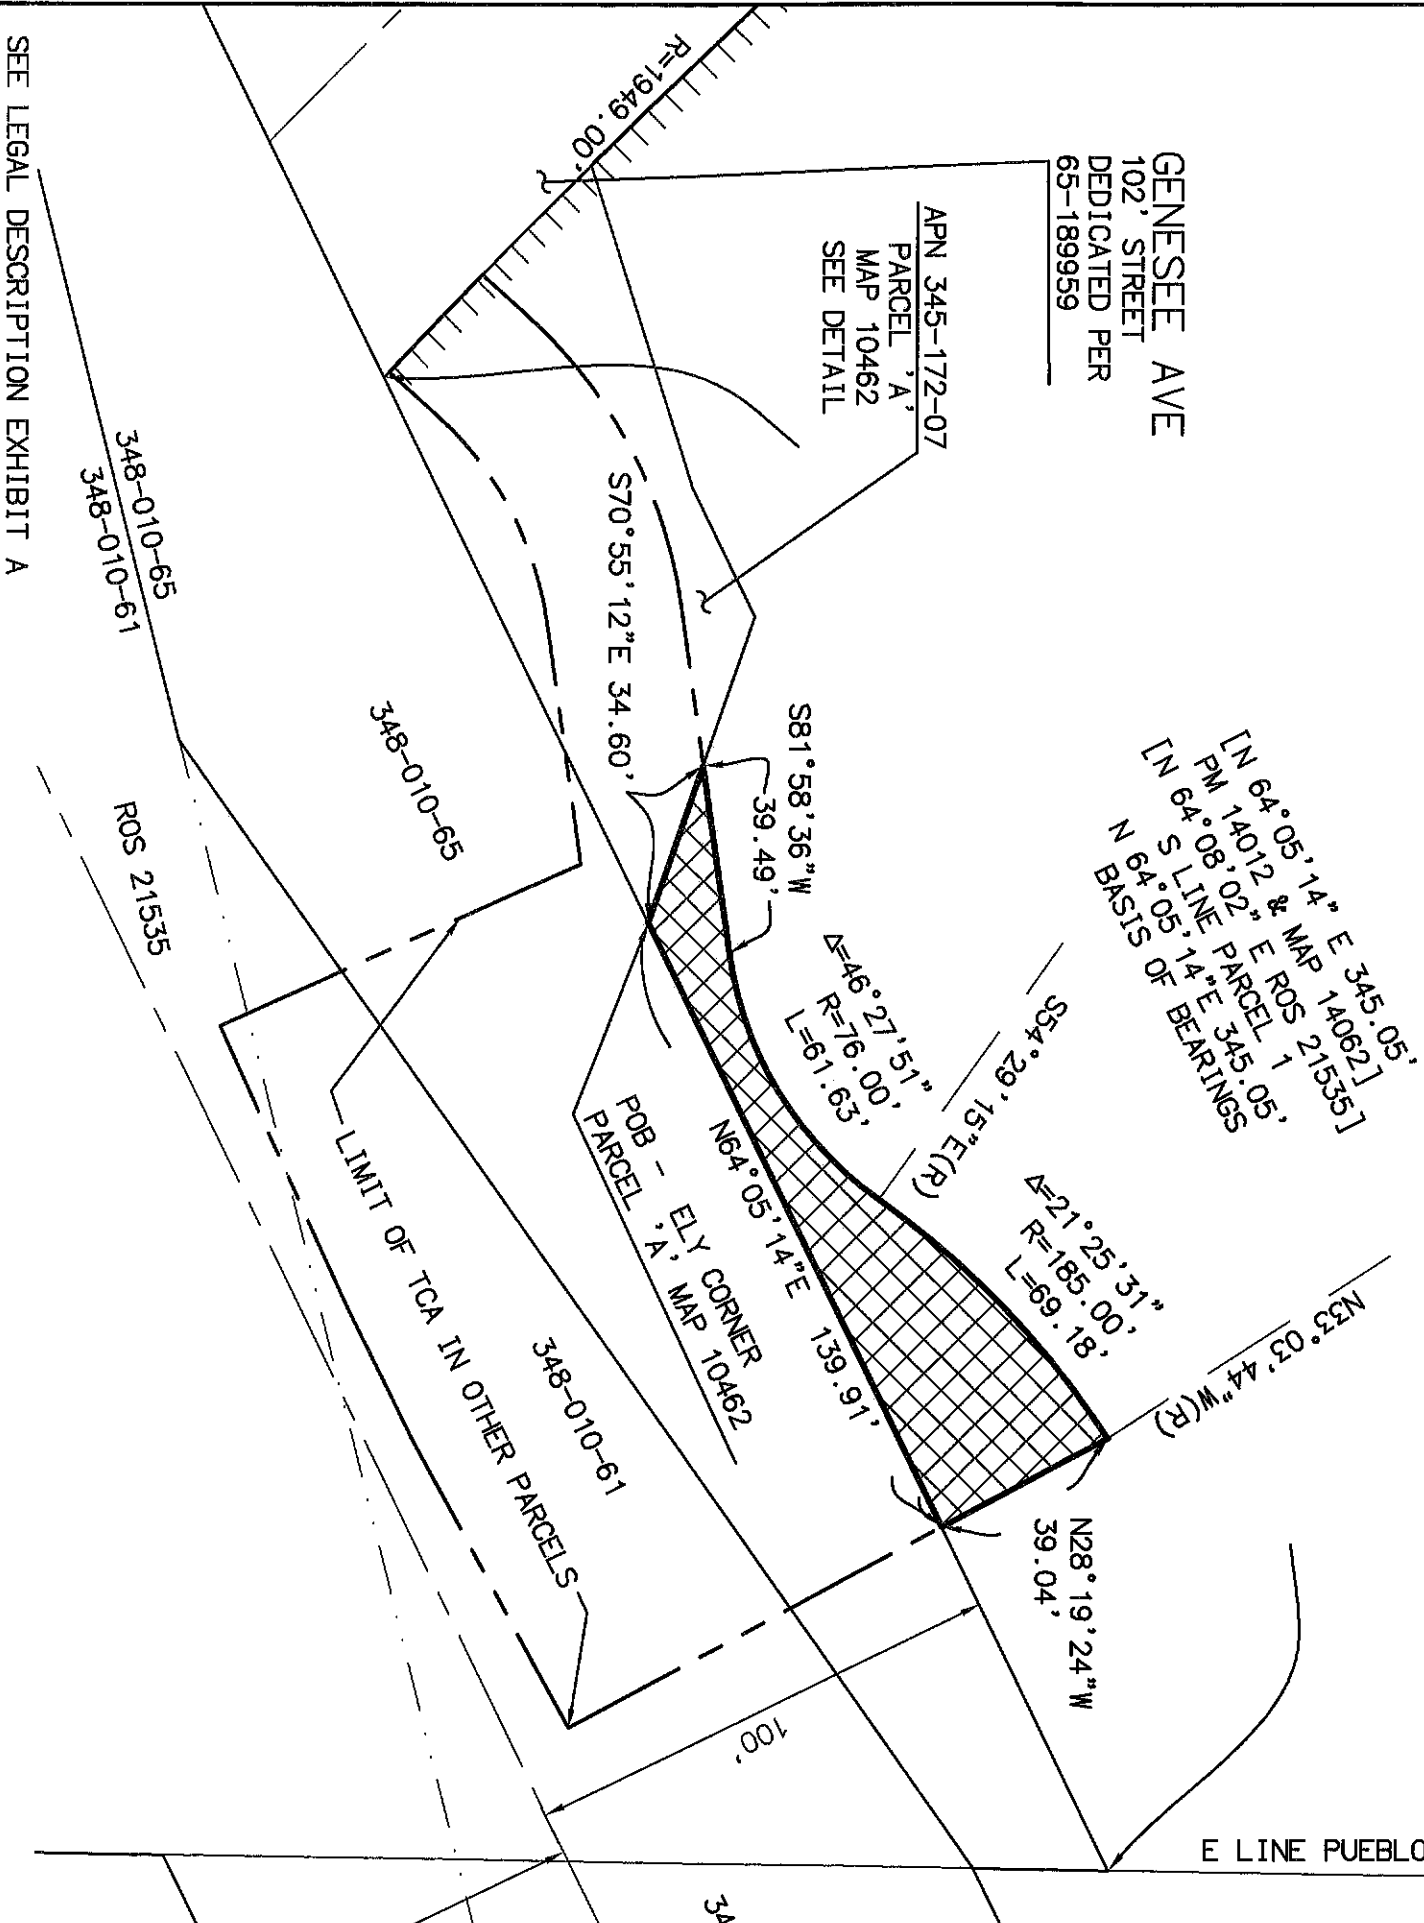 GENESEE AVE
102' STREET
DEDICATED PER
65-189959
R=1949.00'
APN 345-172-07
PARCEL 'A'
MAP 10462
SEE DETAIL
[N 64°05'14" E 345.05'
PM 14012 & MAP 14062]
[N 64°08'02" E ROS 21535]
S LINE PARCEL 1
N 64°05'14"E 345.05'
BASIS OF BEARINGS
S70°55'12"E 34.60'
S81°58'36"W
39.49'
Δ=46°27'51"
R=76.00'
L=61.63'
S54°29'15"E(R)
Δ=21°25'31"
R=185.00'
L=69.18'
N33°03'44"W(R)
N28°19'24"W
39.04'
N64°05'14"E 139.91'
POB - ELY CORNER
PARCEL 'A' MAP 10462
LIMIT OF TCA IN OTHER PARCELS
348-010-65
348-010-61
348-010-65
348-010-61
ROS 21535
100'
E LINE PUEBLO
34
SEE LEGAL DESCRIPTION EXHIBIT A